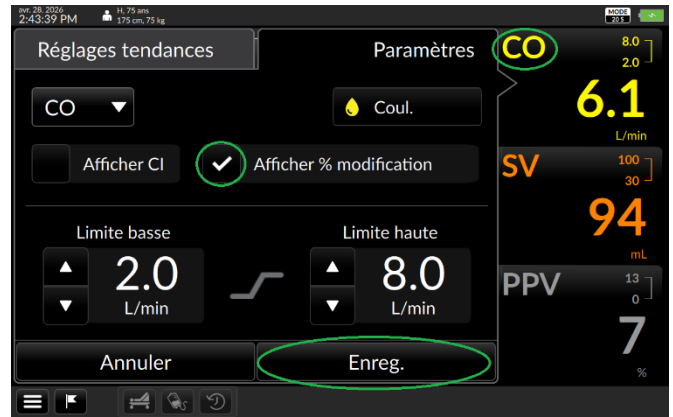 avr. 28, 2026
2:43:39 PM
H, 75 ans
175 cm, 75 kg
MODE
20 S
Réglages tendances
Paramètres
CO
8.0
2.0
6.1
L/min
CO
Coul.
Afficher CI
Afficher % modification
SV
100
30
94
mL
Limite basse
Limite haute
2.0
L/min
8.0
L/min
PPV
13
0
7
%
Annuler
Enreg.